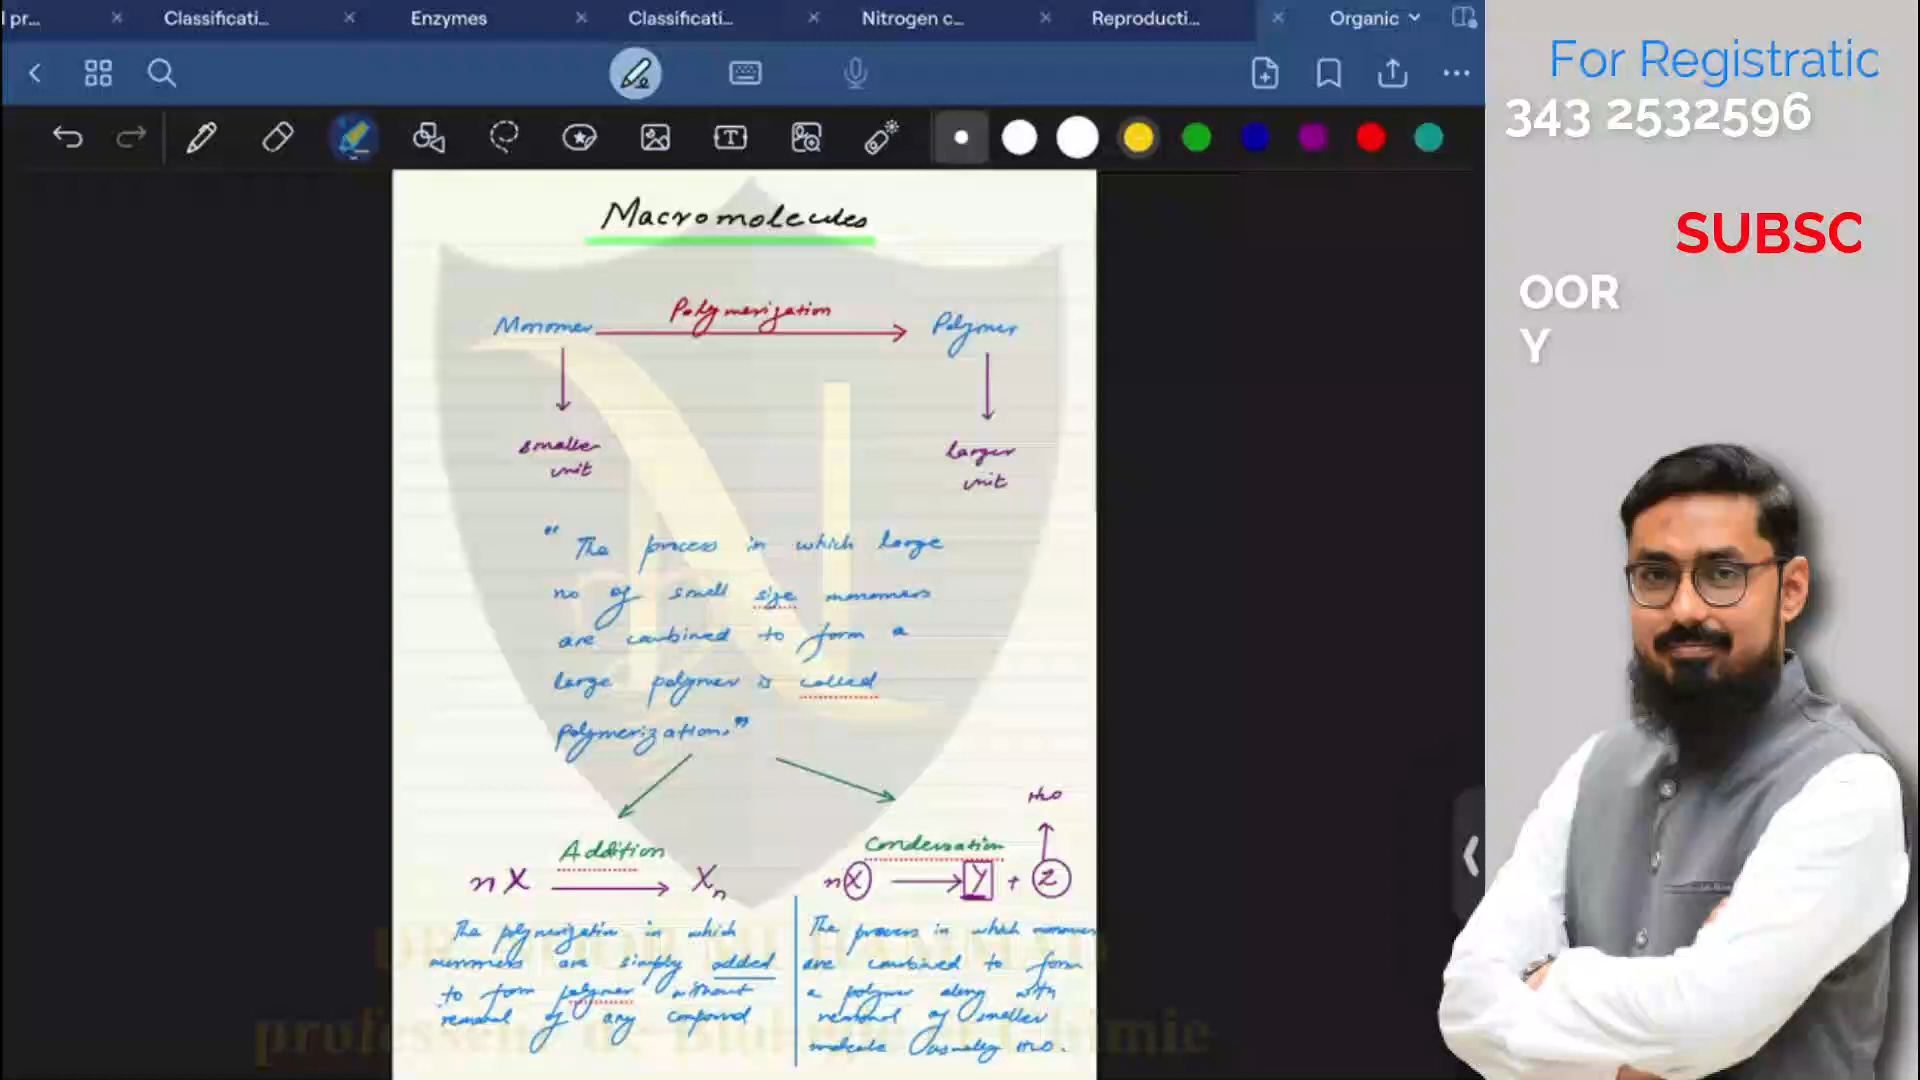 l pr...
Classificati...
Enzymes
Classificati...
Nitrogen c...
Reproducti...
Organic
For Registratic
343 2532596
SUBSC
OOR
Y
Macromolecules
Polymerization
Monomer
Polymer
smaller
unit
larger
unit
" The process in which large
no of small size monomers
are combined to form a
large polymer is called
polymerization."
H2O
Addition
Condensation
nX Xn
nX Y + Z
The polymerization in which
monomers are simply added
to form polymer without
removal of any compound
The process in which monomers
are combined to form
a polymer along with
removal of smaller
molecule usually H2O.